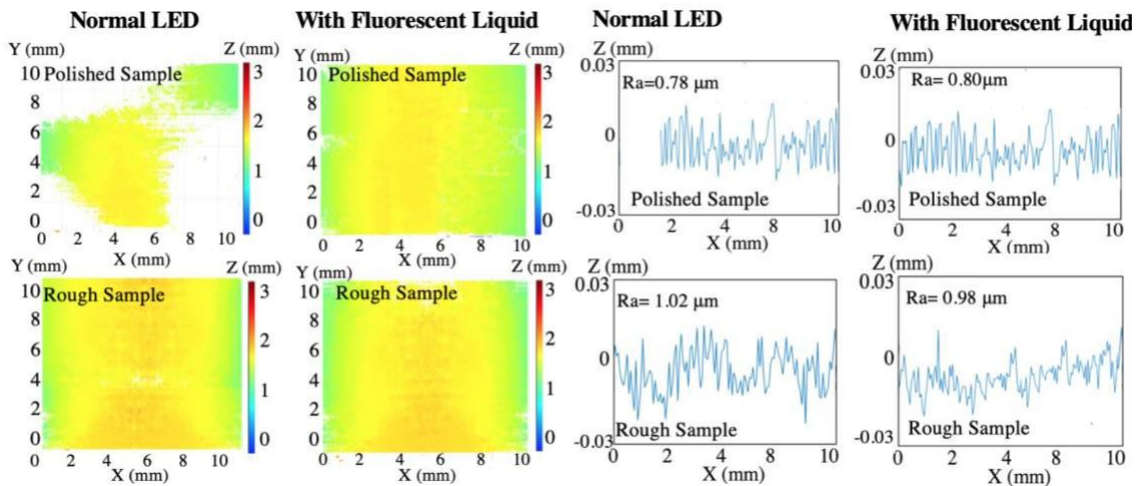 Normal LED
With Fluorescent Liquid
Normal LED
With Fluorescent Liquid
Y (mm)
Z (mm)
Polished Sample
10
8
6
4
2
0
0 2 4 6 8 10
X (mm)
3
2
1
0
Y (mm)
Z (mm)
Polished Sample
10
8
6
4
2
0
0 2 4 6 8 10
X (mm)
3
2
1
0
0.03
0
-0.03
Ra=0.78 µm
Polished Sample
0 2 4 6 8 10
X (mm)
Z (mm)
0.03
0
-0.03
Ra= 0.80µm
Polished Sample
0 2 4 6 8 10
X (mm)
Y (mm)
Z (mm)
Rough Sample
10
8
6
4
2
0
0 2 4 6 8 10
X (mm)
3
2
1
0
Y (mm)
Z (mm)
Rough Sample
10
8
6
4
2
0
0 2 4 6 8 10
X (mm)
3
2
1
0
Z (mm)
0.03
0
-0.03
Ra= 1.02 µm
Rough Sample
0 2 4 6 8 10
X (mm)
Z (mm)
0.03
0
-0.03
Ra= 0.98 µm
Rough Sample
0 2 4 6 8 10
X (mm)